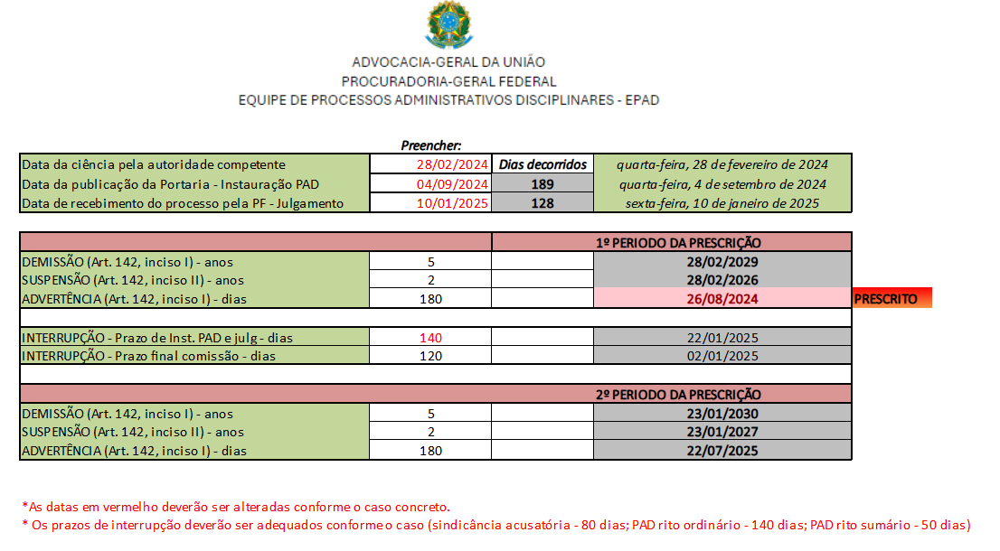 ADVOCACIA-GERAL DA UNIÃO
PROCURADORIA-GERAL FEDERAL
EQUIPE DE PROCESSOS ADMINISTRATIVOS DISCIPLINARES - EPAD
Preencher:
Data da ciência pela autoridade competente 28/02/2024 Dias decorridos quarta-feira, 28 de fevereiro de 2024
Data da publicação da Portaria - Instauração PAD 04/09/2024 189 quarta-feira, 4 de setembro de 2024
Data de recebimento do processo pela PF - Julgamento 10/01/2025 128 sexta-feira, 10 de janeiro de 2025
1º PERIODO DA PRESCRIÇÃO
DEMISSÃO (Art. 142, inciso I) - anos 5 28/02/2029
SUSPENSÃO (Art. 142, inciso II) - anos 2 28/02/2026
ADVERTÊNCIA (Art. 142, inciso I) - dias 180 26/08/2024 PRESCRITO
INTERRUPÇÃO - Prazo de Inst. PAD e julg - dias 140 22/01/2025
INTERRUPÇÃO - Prazo final comissão - dias 120 02/01/2025
2º PERIODO DA PRESCRIÇÃO
DEMISSÃO (Art. 142, inciso I) - anos 5 23/01/2030
SUSPENSÃO (Art. 142, inciso II) - anos 2 23/01/2027
ADVERTÊNCIA (Art. 142, inciso I) - dias 180 22/07/2025
*As datas em vermelho deverão ser alteradas conforme o caso concreto.
* Os prazos de interrupção deverão ser adequados conforme o caso (sindicância acusatória - 80 dias; PAD rito ordinário - 140 dias; PAD rito sumário - 50 dias)